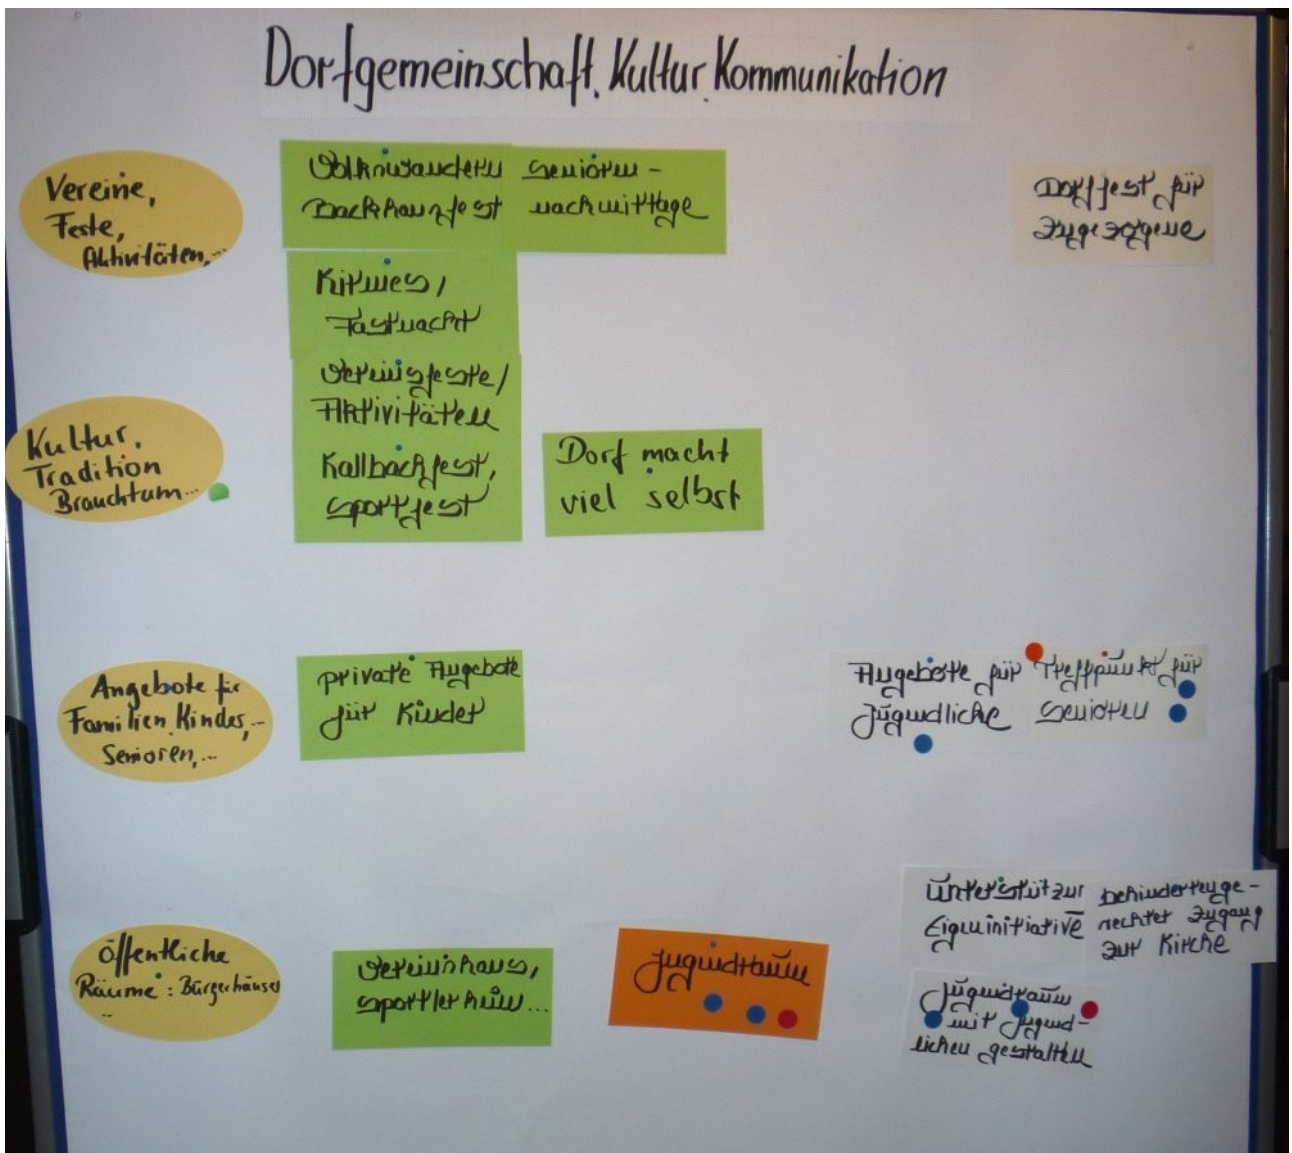 Dorfgemeinschaft, Kultur, Kommunikation
Vereine,
Feste,
Aktivitäten,...
Volkswandern
Backhausfest
Senioren-
nachmittage
Dorffest für
Zugezogene
Kirmes,
Fastnacht
Vereinsfeste/
Aktivitäten
Kultur,
Tradition
Brauchtum...
Kallbachfest,
Sportfest
Dorf macht
viel selbst
Angebote für
Familien, Kinder,...
Senioren,...
private Angebote
für Kinder
Angebote für
Jugendliche
Treffpunkt für
Senioren
Öffentliche
Räume: Bürgerhäuser
...
Vereinshaus,
Sportlerheim...
Jugendraum
Unterstützung
Eigeninitiative
behinderten ge-
rechter Zugang
zur Kirche
Jugendraum
mit Jugend-
lichen gestalten